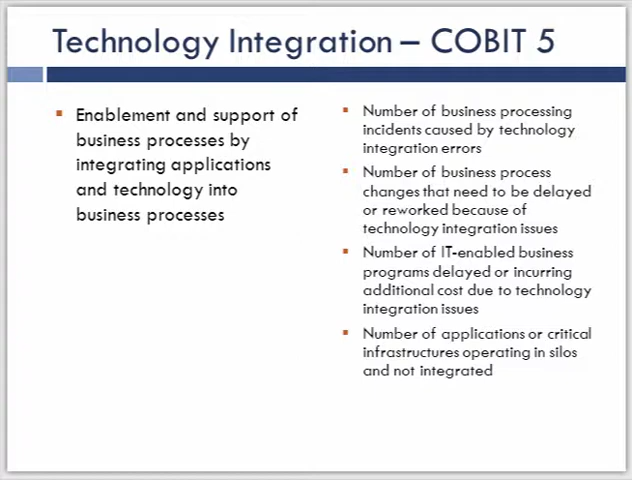 Technology Integration – COBIT 5
Enablement and support of
business processes by
integrating applications
and technology into
business processes
Number of business processing
incidents caused by technology
integration errors
Number of business process
changes that need to be delayed
or reworked because of
technology integration issues
Number of IT-enabled business
programs delayed or incurring
additional cost due to technology
integration issues
Number of applications or critical
infrastructures operating in silos
and not integrated